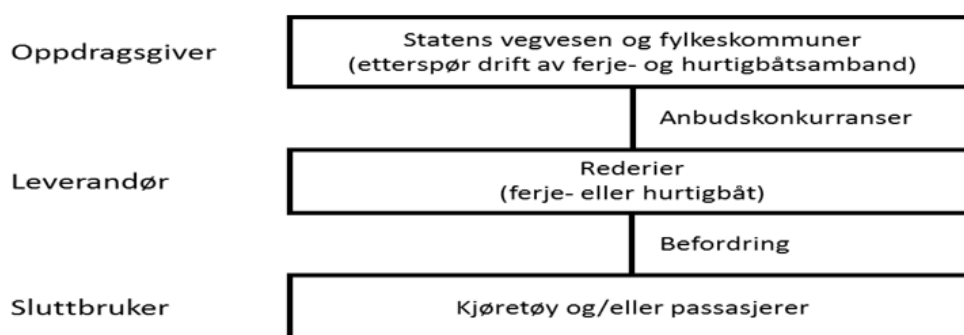 Oppdragsgiver
Statens vegvesen og fylkeskommuner
(etterspør drift av ferje- og hurtigbåtsamband)
Anbudskonkurranser
Leverandør
Rederier
(ferje- eller hurtigbåt)
Befordring
Sluttbruker
Kjøretøy og/eller passasjerer